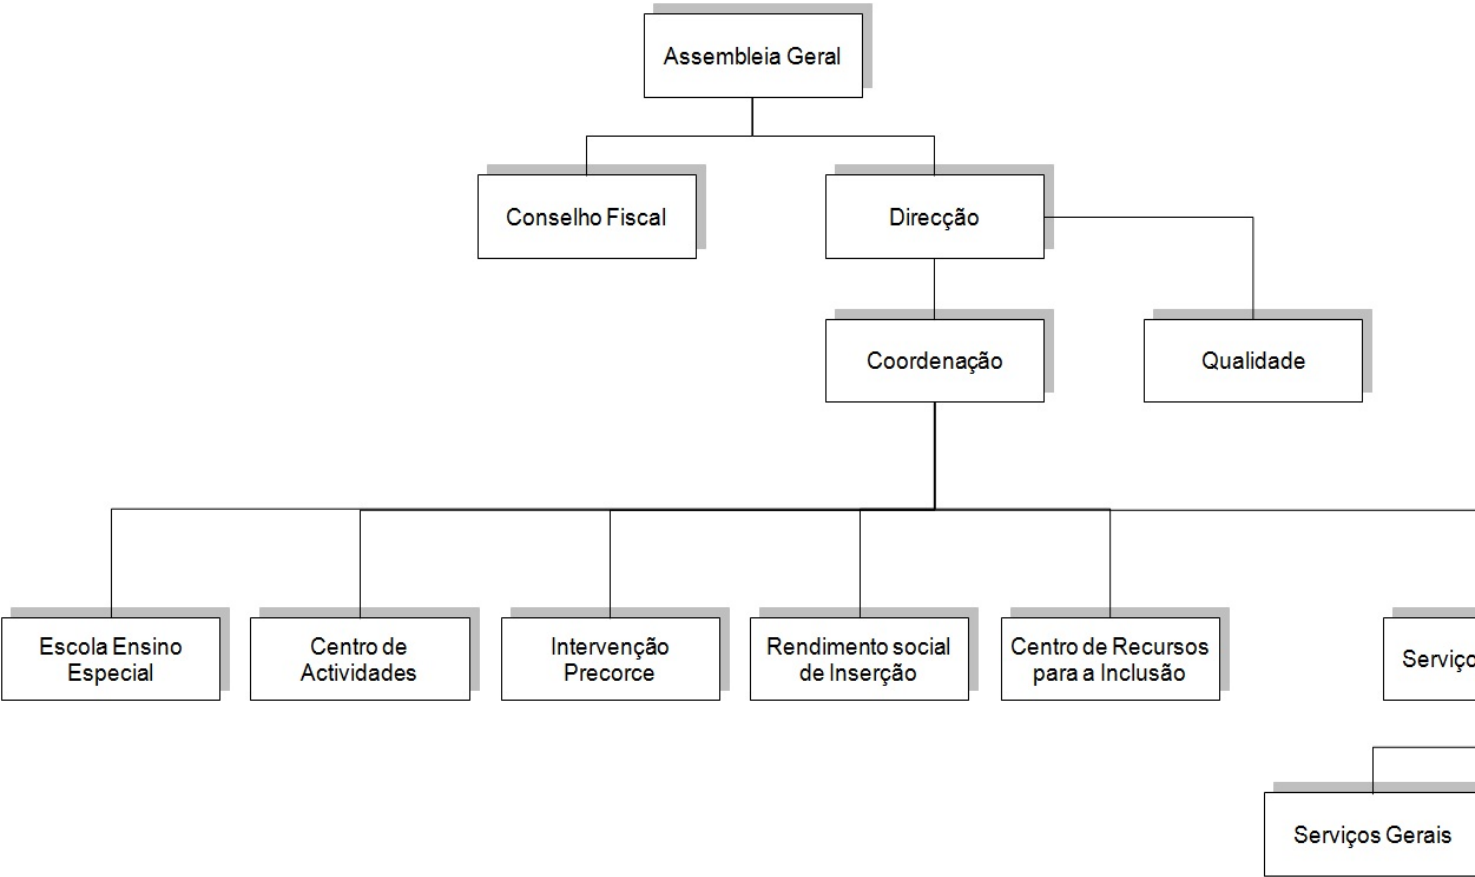 Assembleia Geral
Conselho Fiscal
Direcção
Coordenação
Qualidade
Escola Ensino
Especial
Centro de
Actividades
Intervenção
Precorce
Rendimento social
de Inserção
Centro de Recursos
para a Inclusão
Serviços Gerais